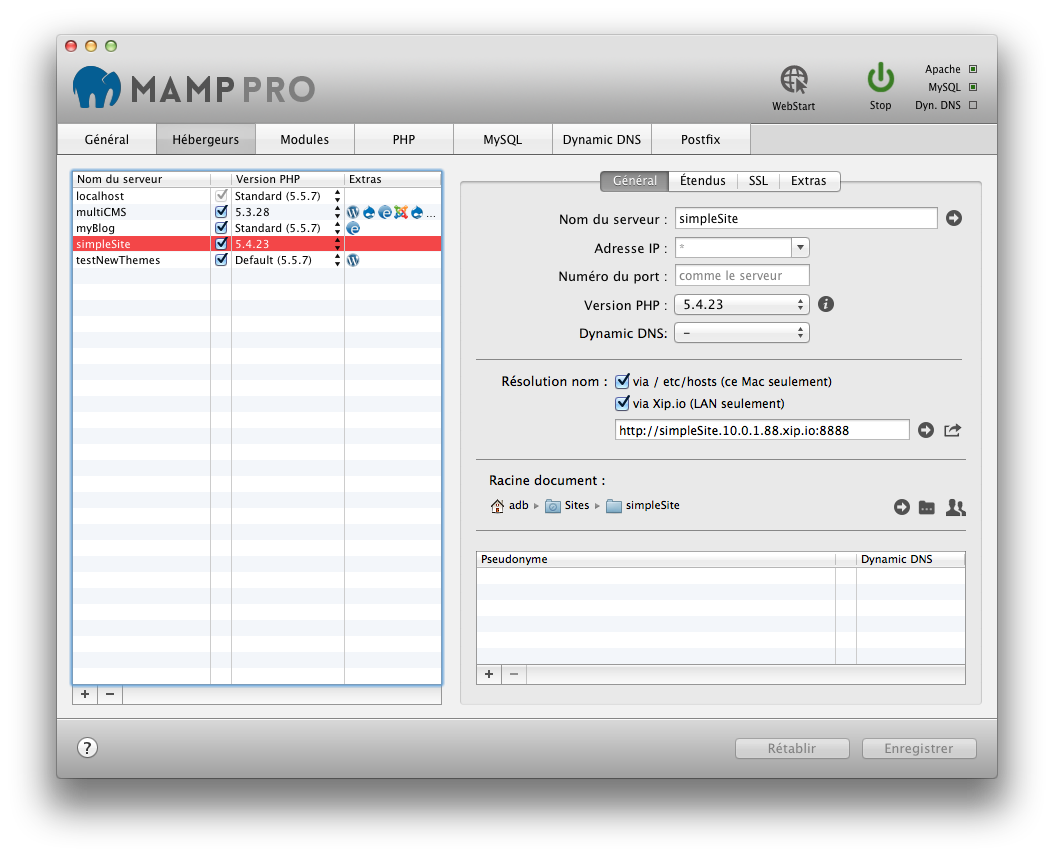 MAMP PRO
WebStart
Stop
Apache
MySQL
Dyn. DNS
Général Hébergeurs Modules PHP MySQL Dynamic DNS Postfix
Nom du serveur Version PHP Extras
localhost Standard (5.5.7)
multiCMS 5.3.28 ...
myBlog Standard (5.5.7)
simpleSite 5.4.23
testNewThemes Default (5.5.7)
+ −
Général Étendus SSL Extras
Nom du serveur : simpleSite
Adresse IP : *
Numéro du port : comme le serveur
Version PHP : 5.4.23
Dynamic DNS: –
Résolution nom : via / etc/hosts (ce Mac seulement)
via Xip.io (LAN seulement)
http://simpleSite.10.0.1.88.xip.io:8888
Racine document :
adb ▸ Sites ▸ simpleSite
Pseudonyme Dynamic DNS
+ −
?
Rétablir Enregistrer